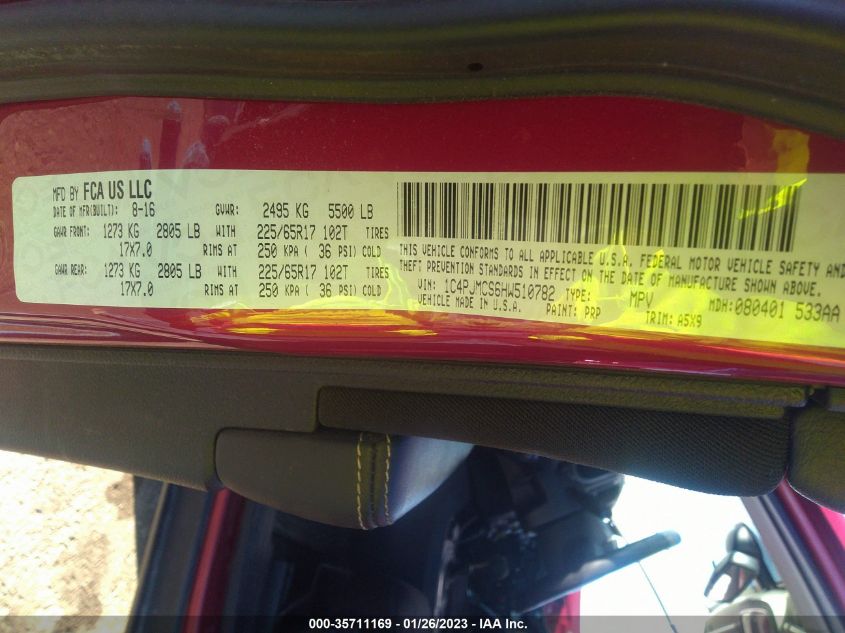 MFD BY FCA US LLC
DATE OF MFR(BUILT): 8-16 GVWR: 2495 KG 5500 LB
GAWR FRONT: 1273 KG 2805 LB WITH 225/65R17 102T TIRES
17X7.0 RIMS AT 250 KPA ( 36 PSI) COLD
GAWR REAR: 1273 KG 2805 LB WITH 225/65R17 102T TIRES
17X7.0 RIMS AT 250 KPA ( 36 PSI) COLD
THIS VEHICLE CONFORMS TO ALL APPLICABLE U.S.A. FEDERAL MOTOR VEHICLE SAFETY AND
THEFT PREVENTION STANDARDS IN EFFECT ON THE DATE OF MANUFACTURE SHOWN ABOVE.
VIN: 1C4PJMCS6HW510782 TYPE: MPV MDH: 080401 533AA
VEHICLE MADE IN U.S.A. PAINT: PRP TRIM: A5X9
000-35711169 — 01/26/2023 — IAA Inc.